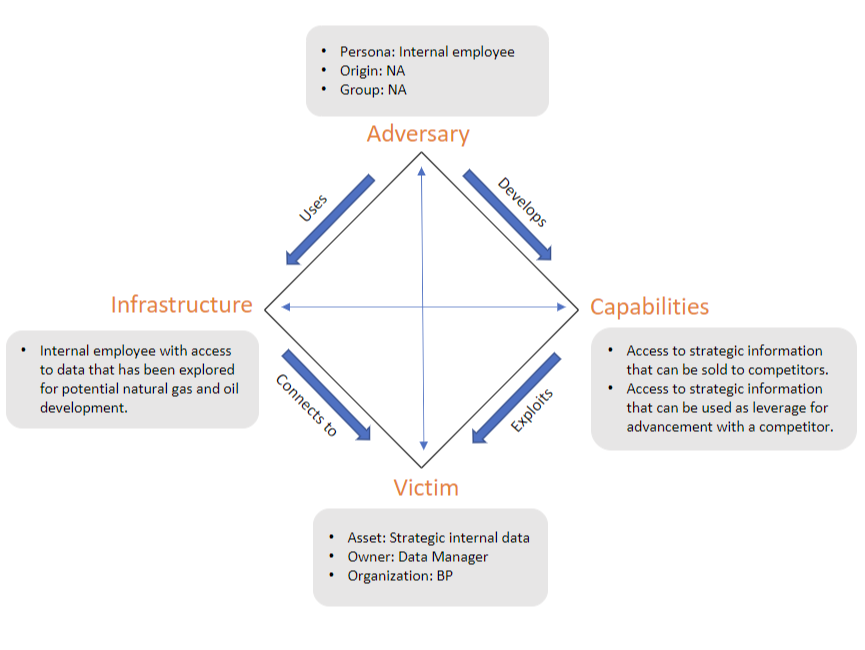 • Persona: Internal employee
• Origin: NA
• Group: NA
Adversary
Uses
Develops
Infrastructure
Capabilities
• Internal employee with access
to data that has been explored
for potential natural gas and oil
development.
• Access to strategic information
that can be sold to competitors.
• Access to strategic information
that can be used as leverage for
advancement with a competitor.
Connects to
Exploits
Victim
• Asset: Strategic internal data
• Owner: Data Manager
• Organization: BP